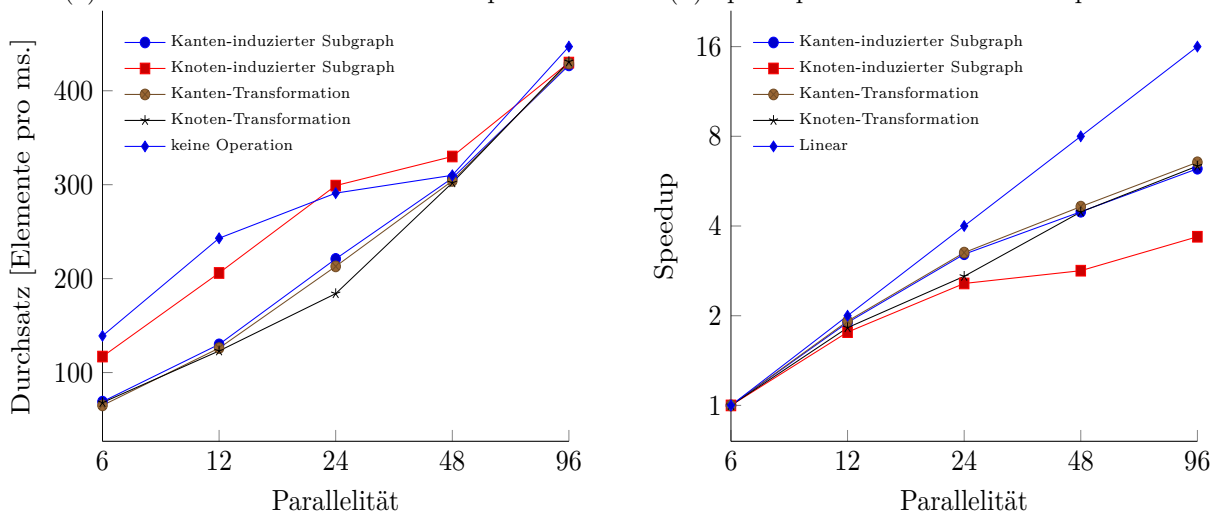 Durchsatz [Elemente pro ms.]
400
300
200
100
Kanten-induzierter Subgraph
Knoten-induzierter Subgraph
Kanten-Transformation
Knoten-Transformation
keine Operation
6
12
24
48
96
Parallelität
Speedup
16
8
4
2
1
Kanten-induzierter Subgraph
Knoten-induzierter Subgraph
Kanten-Transformation
Knoten-Transformation
Linear
6
12
24
48
96
Parallelität